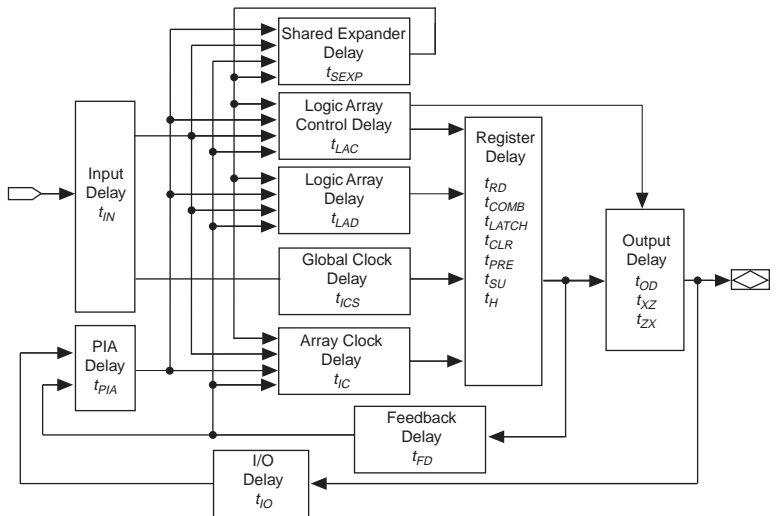 Shared Expander
Delay
tSEXP
Logic Array
Control Delay
tLAC
Register
Delay
Input
Delay
tIN
tRD
tCOMB
tLATCH
tCLR
tPRE
tSU
tH
Logic Array
Delay
tLAD
Output
Delay
tOD
tXZ
tZX
Global Clock
Delay
tICS
PIA
Delay
tPIA
Array Clock
Delay
tIC
Feedback
Delay
tFD
I/O
Delay
tIO